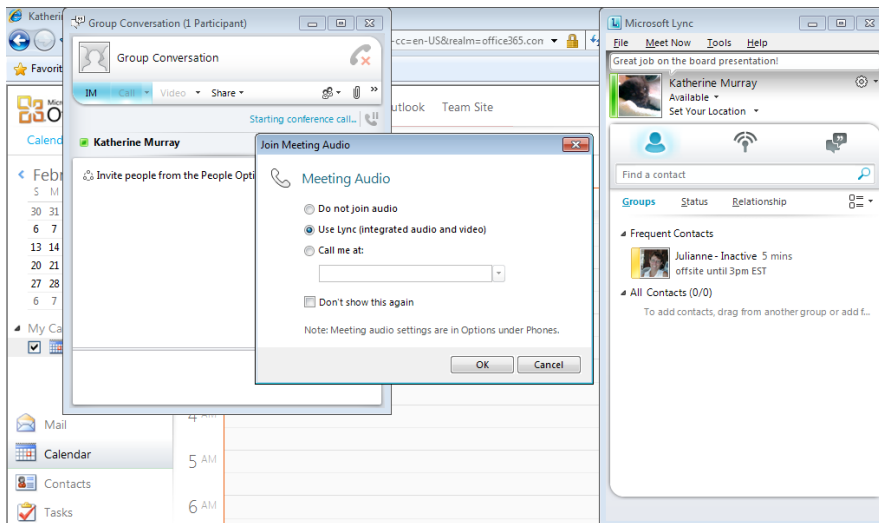 Katheri
Group Conversation (1 Participant)
-cc=en-US&realm=office365.con
Favorit
Group Conversation
IM Call Video Share
Starting conference call...
Katherine Murray
Invite people from the People Opti
utlook Team Site
Calend
Febr
S M
30 31
6 7
13 14
20 21
27 28
6 7
My Ca
Mail
Calendar
Contacts
Tasks
4 AM
5 AM
6 AM
Join Meeting Audio
Meeting Audio
Do not join audio
Use Lync (integrated audio and video)
Call me at:
Don't show this again
Note: Meeting audio settings are in Options under Phones.
OK Cancel
Microsoft Lync
File Meet Now Tools Help
Great job on the board presentation!
Katherine Murray
Available
Set Your Location
Find a contact
Groups Status Relationship
Frequent Contacts
Julianne - Inactive 5 mins
offsite until 3pm EST
All Contacts (0/0)
To add contacts, drag from another group or add f...